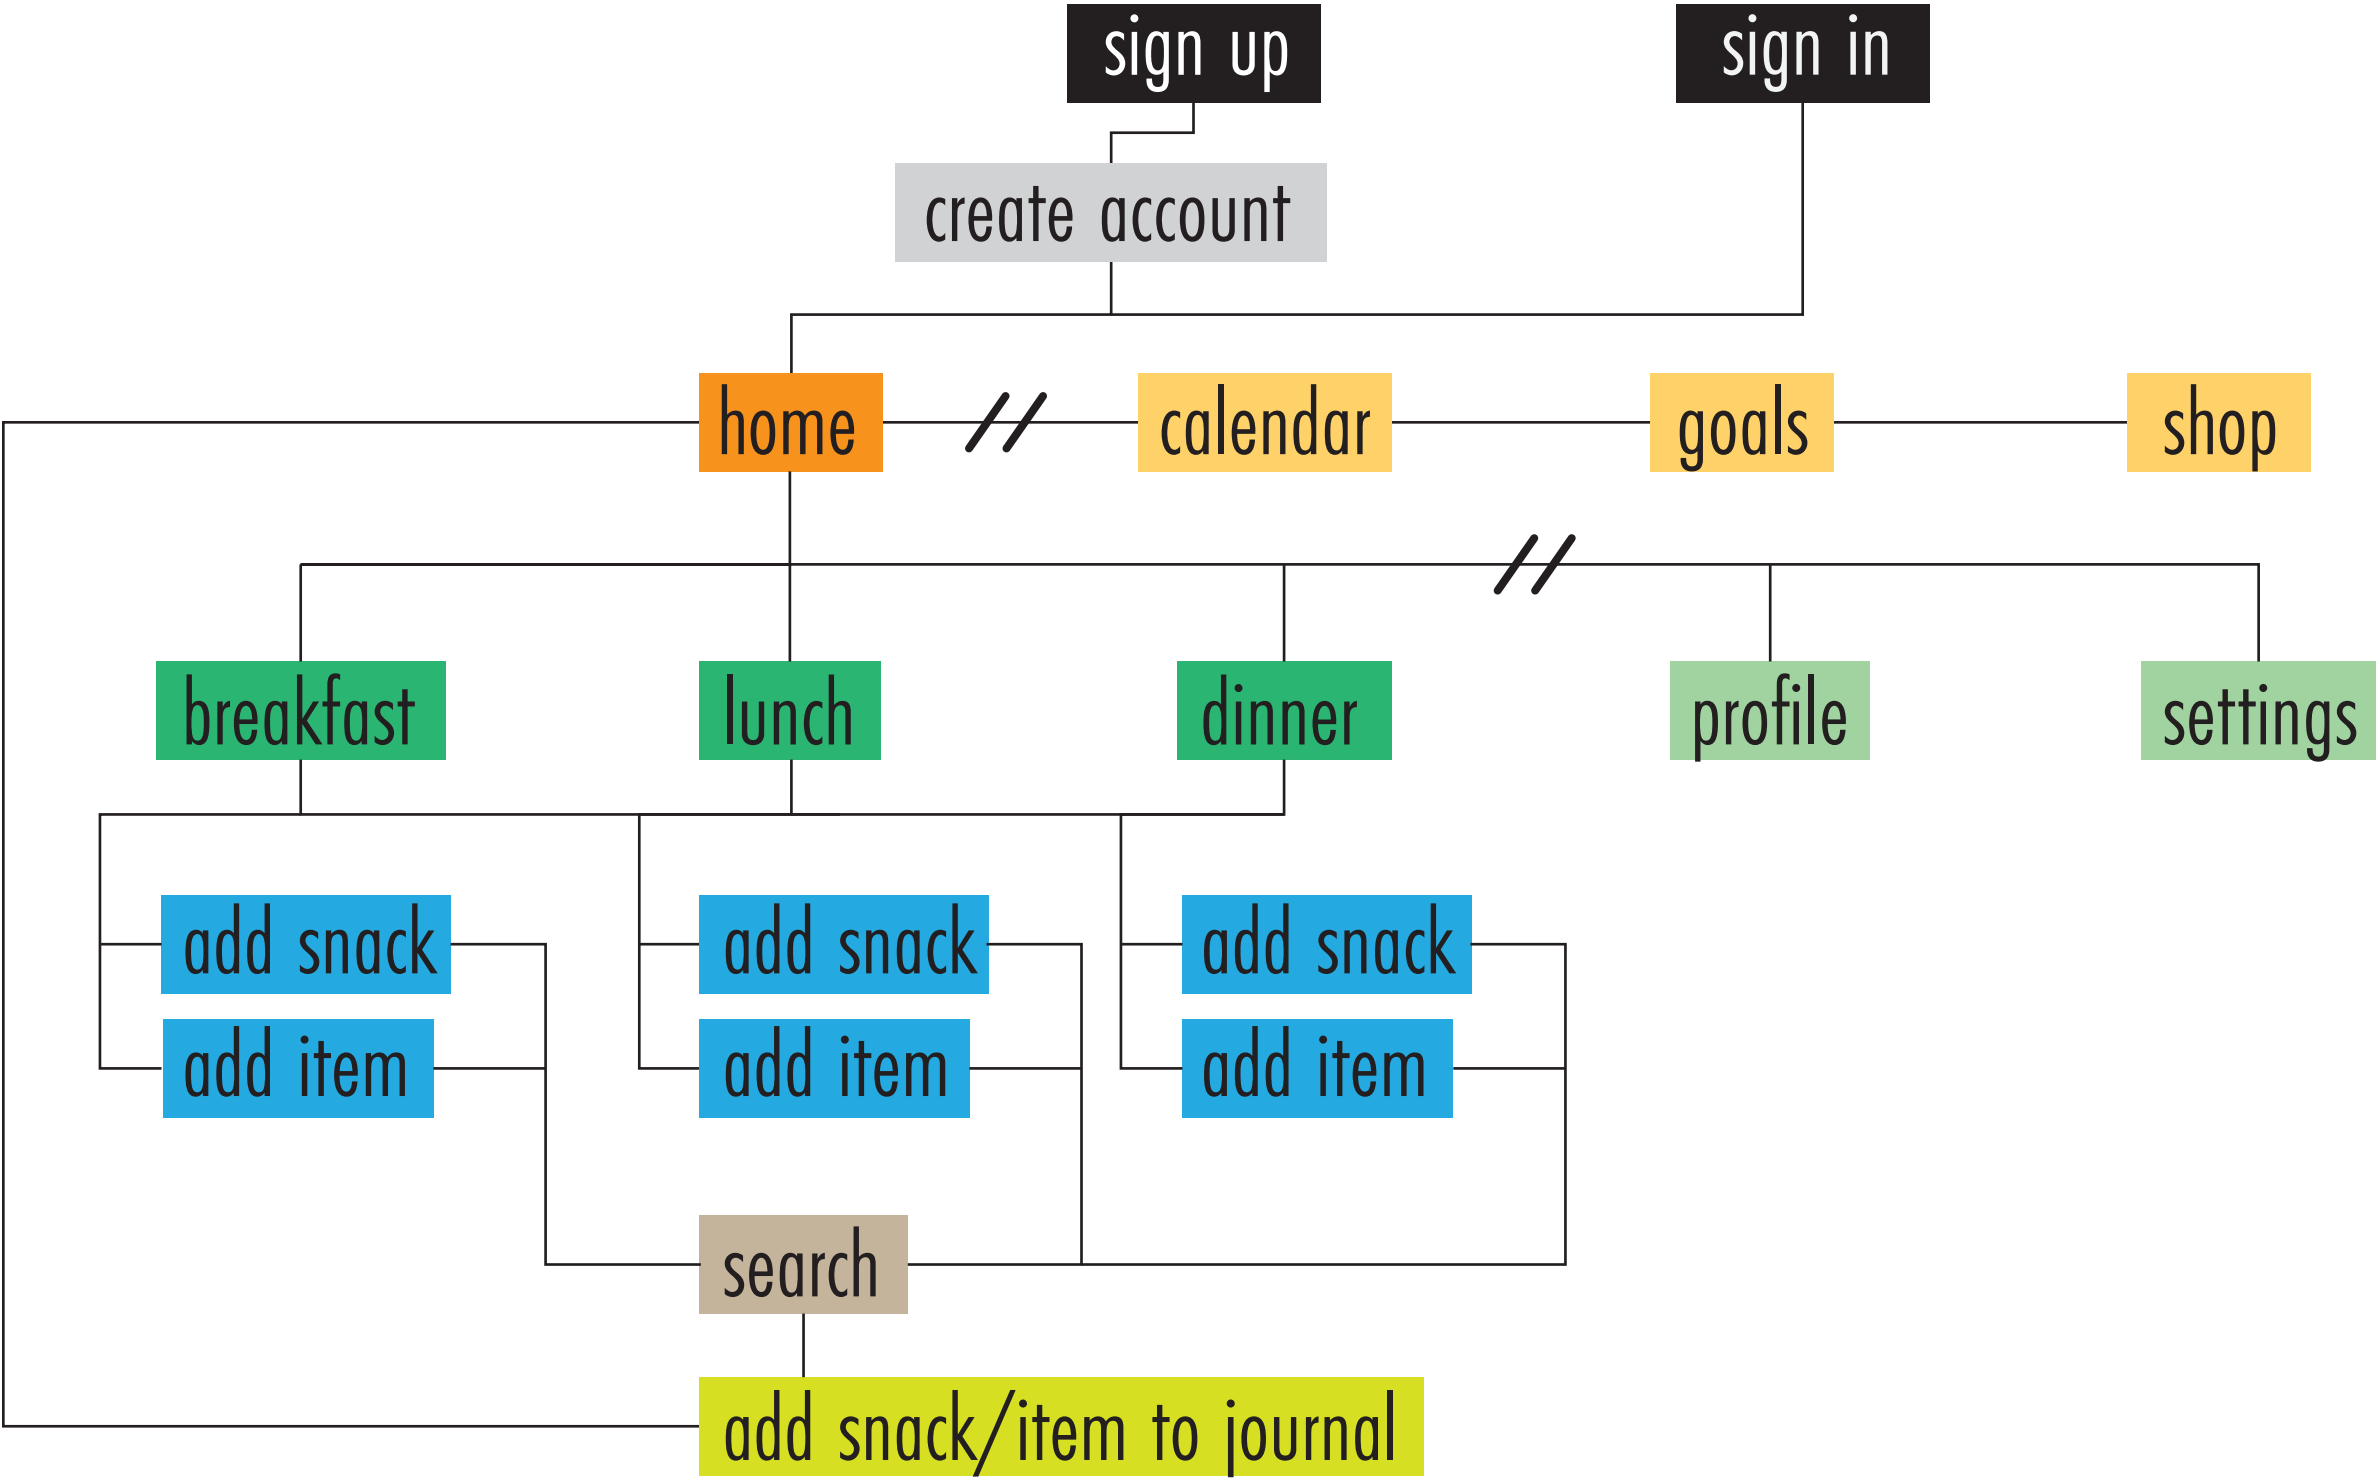 sign up
sign in
create account
home
calendar
goals
shop
breakfast
lunch
dinner
profile
settings
add snack
add snack
add snack
add item
add item
add item
search
add snack/item to journal